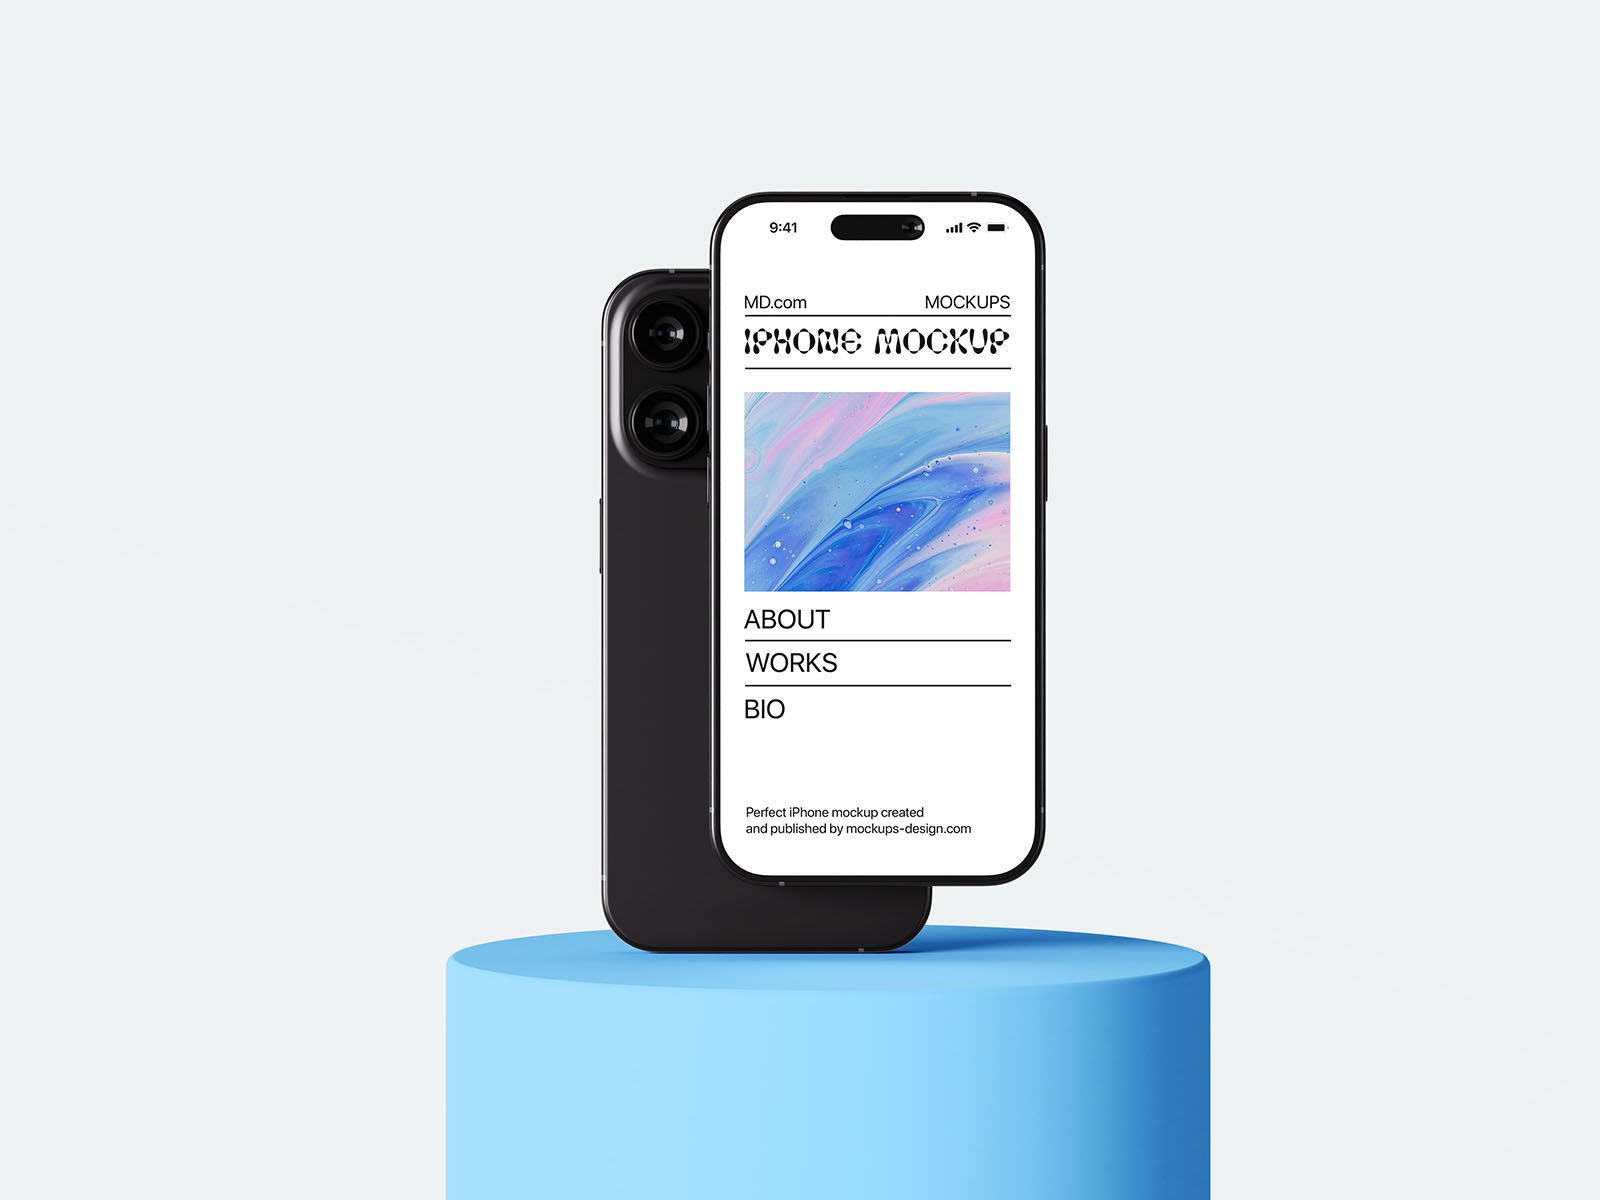 9:41
MD.com MOCKUPS
IPHONE MOCKUP
ABOUT
WORKS
BIO
Perfect iPhone mockup created
and published by mockups-design.com